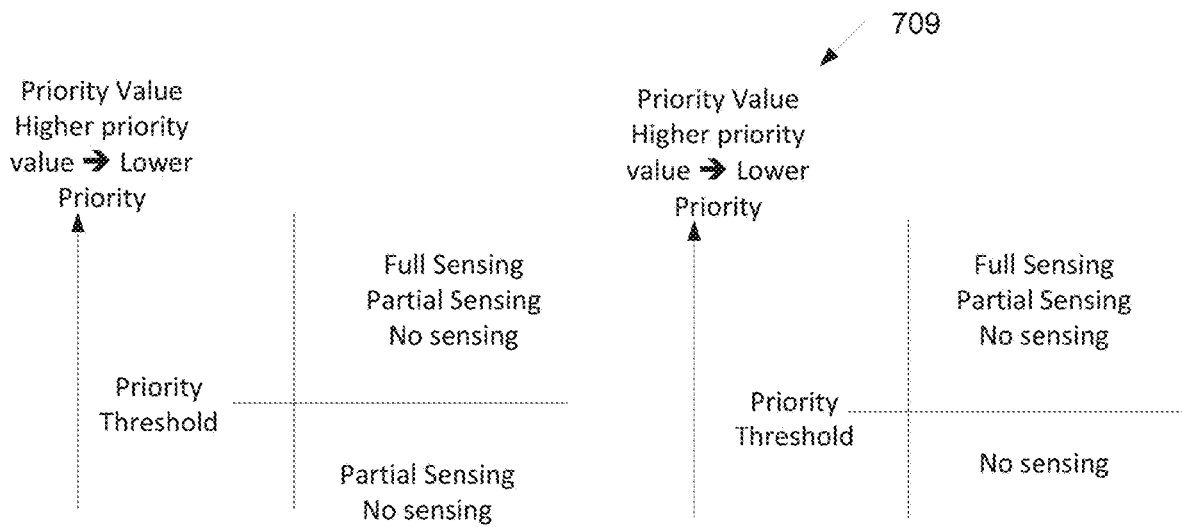 709
Priority Value
Higher priority
value ➔ Lower
Priority
Full Sensing
Partial Sensing
No sensing
Priority
Threshold
Partial Sensing
No sensing
Priority Value
Higher priority
value ➔ Lower
Priority
Full Sensing
Partial Sensing
No sensing
Priority
Threshold
No sensing